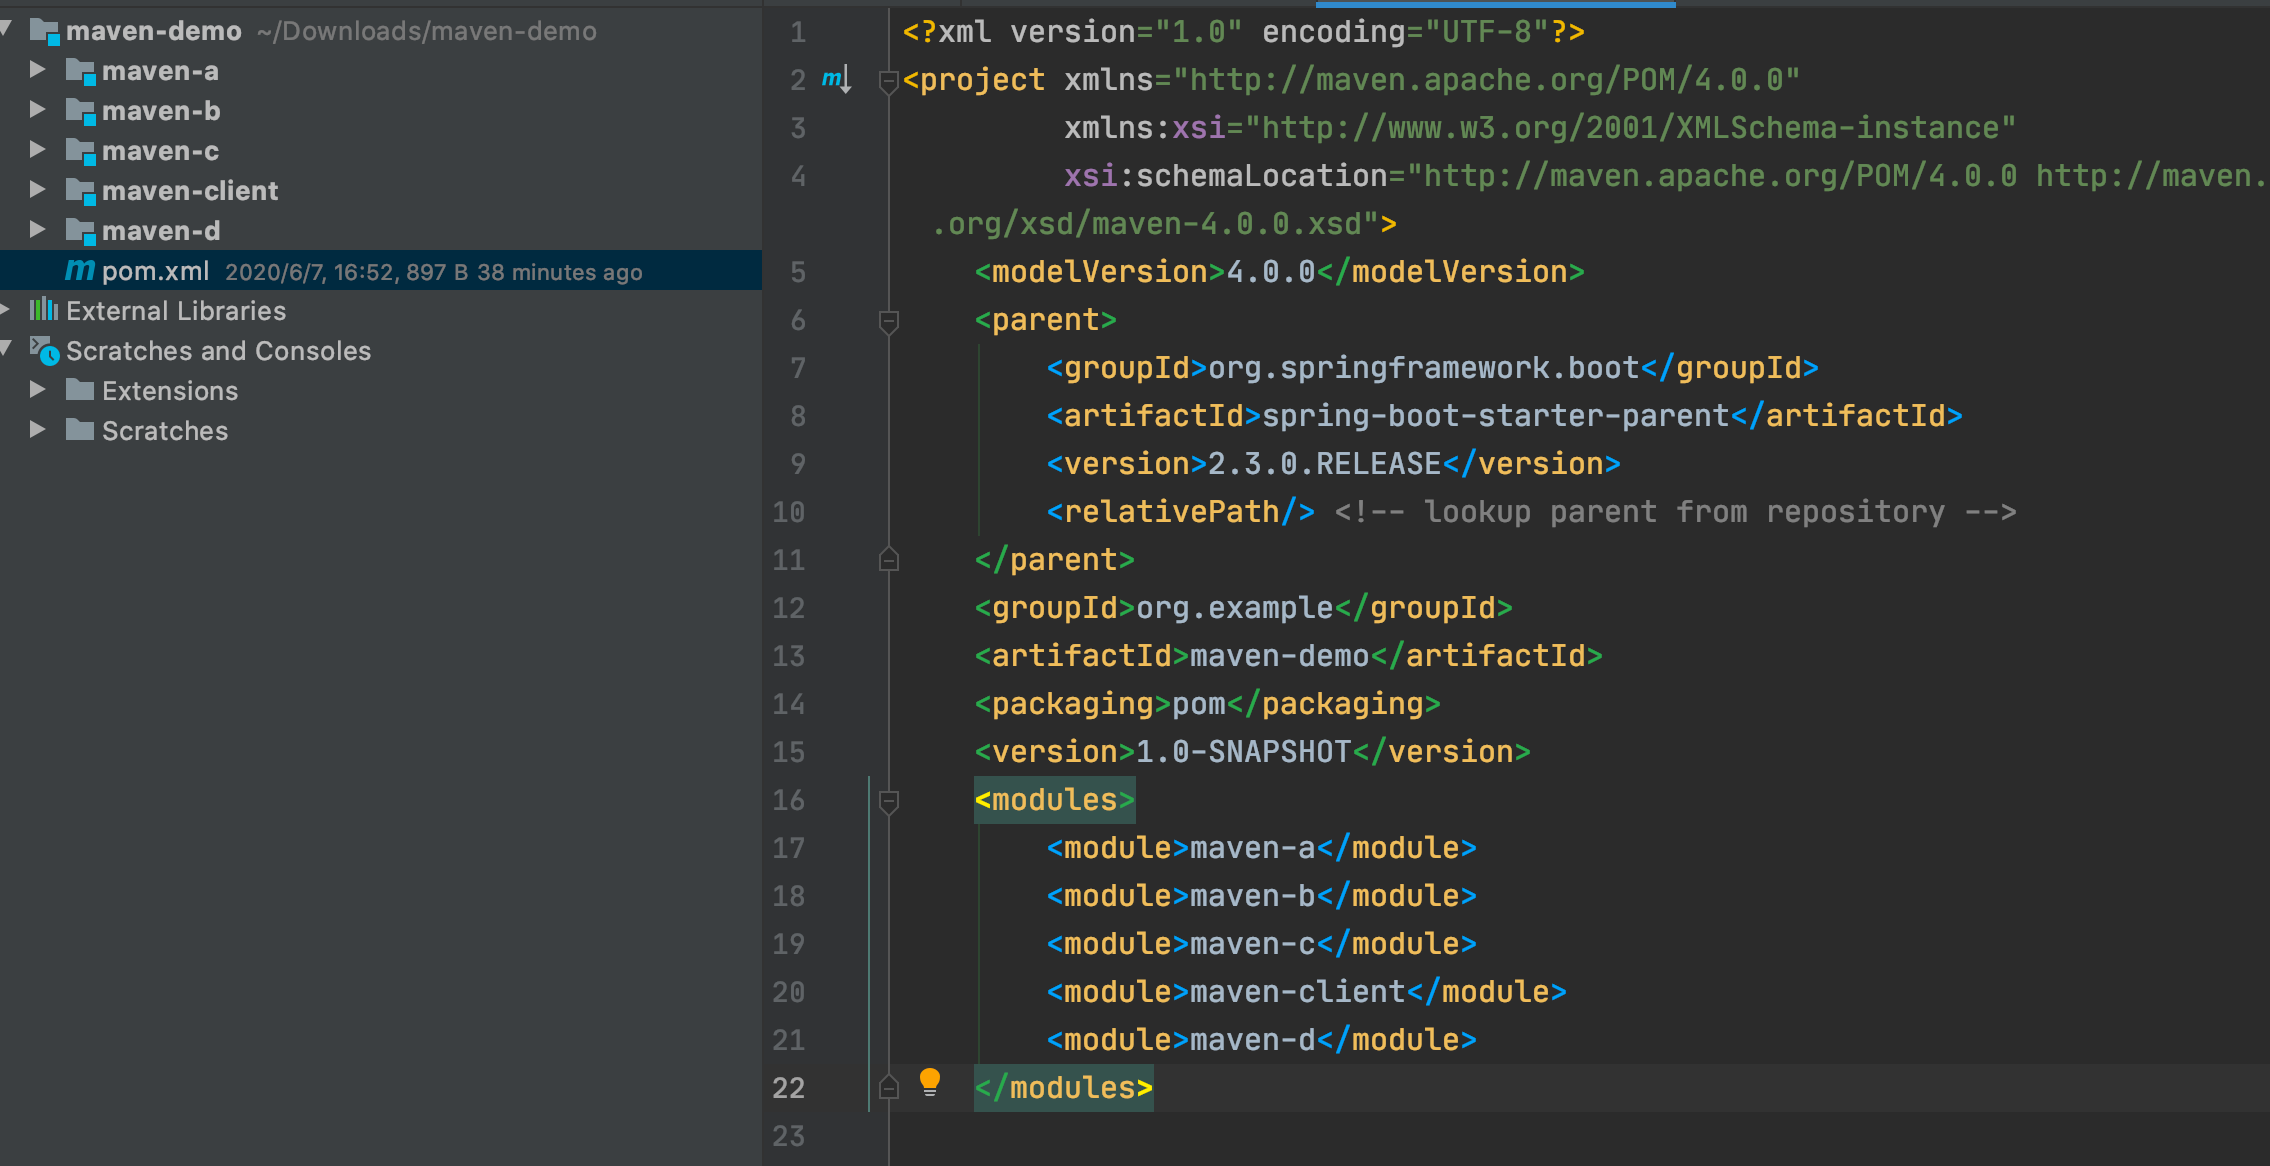 maven-demo ~/Downloads/maven-demo
maven-a
maven-b
maven-c
maven-client
maven-d
pom.xml 2020/6/7, 16:52, 897 B 38 minutes ago
External Libraries
Scratches and Consoles
Extensions
Scratches
1 <?xml version="1.0" encoding="UTF-8"?>
2 <project xmlns="http://maven.apache.org/POM/4.0.0"
3 xmlns:xsi="http://www.w3.org/2001/XMLSchema-instance"
4 xsi:schemaLocation="http://maven.apache.org/POM/4.0.0 http://maven.
.org/xsd/maven-4.0.0.xsd">
5 <modelVersion>4.0.0</modelVersion>
6 <parent>
7 <groupId>org.springframework.boot</groupId>
8 <artifactId>spring-boot-starter-parent</artifactId>
9 <version>2.3.0.RELEASE</version>
10 <relativePath/> <!-- lookup parent from repository -->
11 </parent>
12 <groupId>org.example</groupId>
13 <artifactId>maven-demo</artifactId>
14 <packaging>pom</packaging>
15 <version>1.0-SNAPSHOT</version>
16 <modules>
17 <module>maven-a</module>
18 <module>maven-b</module>
19 <module>maven-c</module>
20 <module>maven-client</module>
21 <module>maven-d</module>
22 </modules>
23